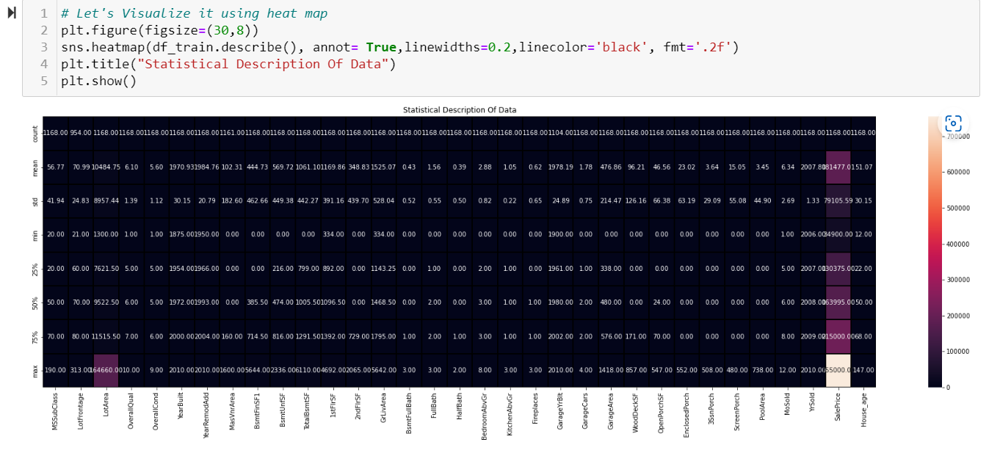 1 # Let's Visualize it using heat map
2 plt.figure(figsize=(30,8))
3 sns.heatmap(df_train.describe(), annot= True,linewidths=0.2,linecolor='black', fmt='.2f')
4 plt.title("Statistical Description Of Data")
5 plt.show()
Statistical Description Of Data
count 1168.00 954.00 1168.00 1168.00 1168.00 1168.00 1168.00 1161.00 1168.00 1168.00 1168.00 1168.00 1168.00 1168.00 1168.00 1168.00 1168.00 1168.00 1168.00 1168.00 1104.00 1168.00 1168.00 1168.00 1168.00 1168.00 1168.00 1168.00 1168.00 1168.00 1168.00 1168.00 1168.00
mean 56.77 70.99 10484.75 6.10 5.60 1970.93 1984.76 102.31 444.73 569.72 1061.10 1169.86 348.83 1525.07 0.43 1.56 0.39 2.88 1.05 0.62 1978.19 1.78 476.86 96.21 46.56 23.02 3.64 15.05 3.45 6.34 2007.80 181477.01 51.07
std 41.94 24.83 8957.44 1.39 1.12 30.15 20.79 182.60 462.66 449.38 442.27 391.16 439.70 528.04 0.52 0.55 0.50 0.82 0.22 0.65 24.89 0.75 214.47 126.16 66.38 63.19 29.09 55.08 44.90 2.69 1.33 79105.59 30.15
min 20.00 21.00 1300.00 1.00 1.00 1875.00 1950.00 0.00 0.00 0.00 0.00 334.00 0.00 334.00 0.00 0.00 0.00 0.00 0.00 0.00 1900.00 0.00 0.00 0.00 0.00 0.00 0.00 0.00 0.00 1.00 2006.00 34900.00 12.00
25% 20.00 60.00 7621.50 5.00 5.00 1954.00 1966.00 0.00 0.00 216.00 799.00 892.00 0.00 1143.25 0.00 1.00 0.00 2.00 1.00 0.00 1961.00 1.00 338.00 0.00 0.00 0.00 0.00 0.00 0.00 5.00 2007.00 130375.00 22.00
50% 50.00 70.00 9522.50 6.00 5.00 1972.00 1993.00 0.00 385.50 474.00 1005.50 1096.50 0.00 1468.50 0.00 2.00 0.00 3.00 1.00 1.00 1980.00 2.00 480.00 0.00 24.00 0.00 0.00 0.00 0.00 6.00 2008.00 163995.00 50.00
75% 70.00 80.00 11515.50 7.00 6.00 2000.00 2004.00 160.00 714.50 816.00 1291.50 1392.00 729.00 1795.00 1.00 2.00 1.00 3.00 1.00 1.00 2002.00 2.00 576.00 171.00 70.00 0.00 0.00 0.00 0.00 8.00 2009.00 215000.00 68.00
max 190.00 313.00 164660.00 10.00 9.00 2010.00 2010.00 1600.00 5644.00 2336.00 6110.00 4692.00 2065.00 5642.00 3.00 3.00 2.00 8.00 3.00 3.00 2010.00 4.00 1418.00 857.00 547.00 552.00 508.00 480.00 738.00 12.00 2010.00 55000.0 147.00
MSSubClass LotFrontage LotArea OverallQual OverallCond YearBuilt YearRemodAdd MasVnrArea BsmtFinSF1 BsmtUnfSF TotalBsmtSF 1stFlrSF 2ndFlrSF GrLivArea BsmtFullBath FullBath HalfBath BedroomAbvGr KitchenAbvGr Fireplaces GarageYrBlt GarageCars GarageArea WoodDeckSF OpenPorchSF EnclosedPorch 3SsnPorch ScreenPorch PoolArea MoSold YrSold SalePrice House_age
700000
600000
500000
400000
300000
200000
100000
0